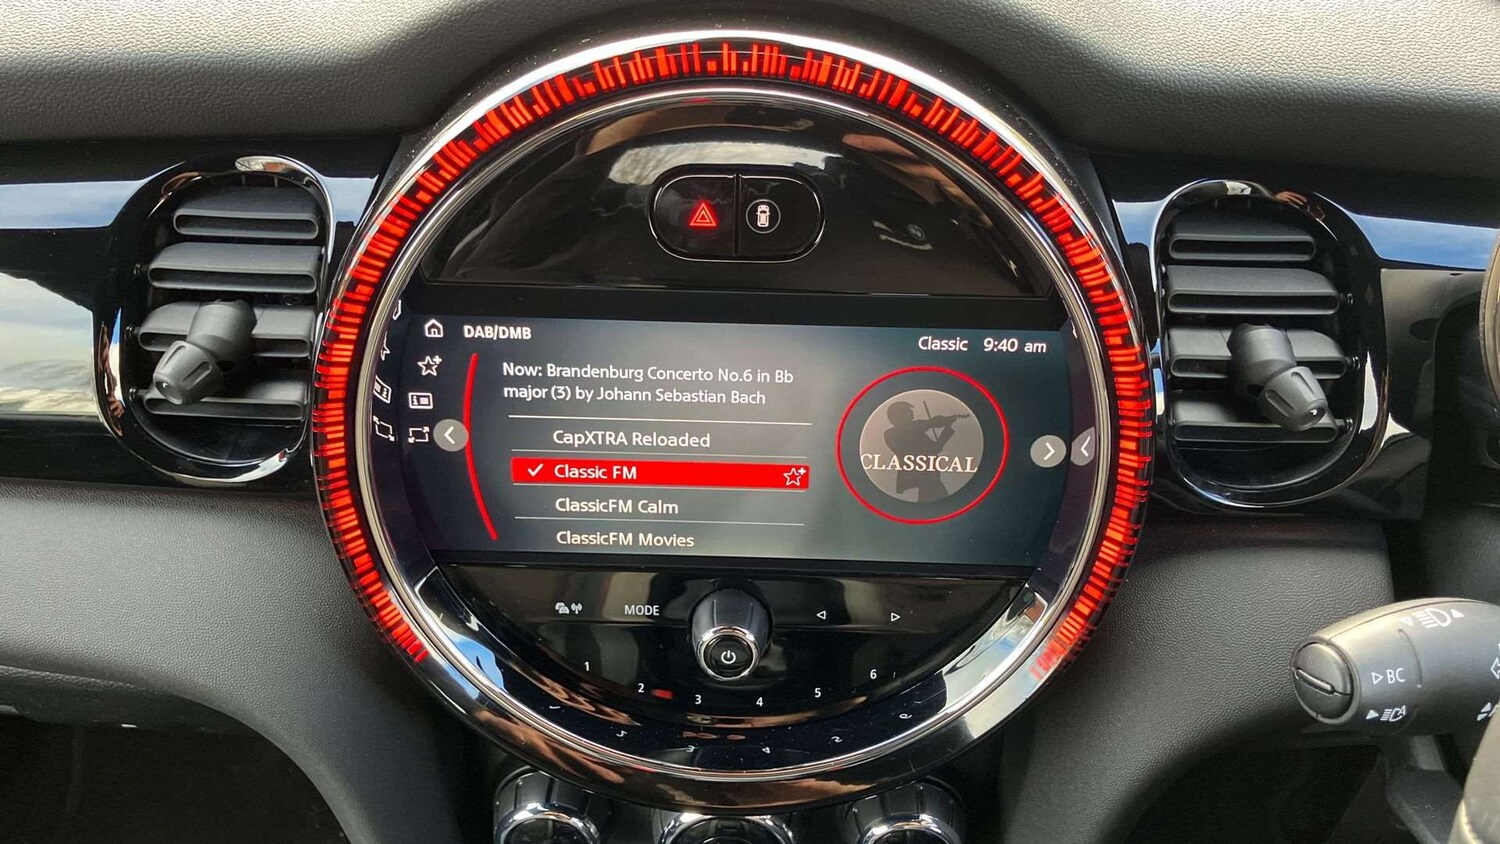 DAB/DMB
Classic 9:40 am
Now: Brandenburg Concerto No.6 in Bb
major (3) by Johann Sebastian Bach
CapXTRA Reloaded
Classic FM
ClassicFM Calm
ClassicFM Movies
CLASSICAL
MODE
1 2 3 4 5 6
BC
A